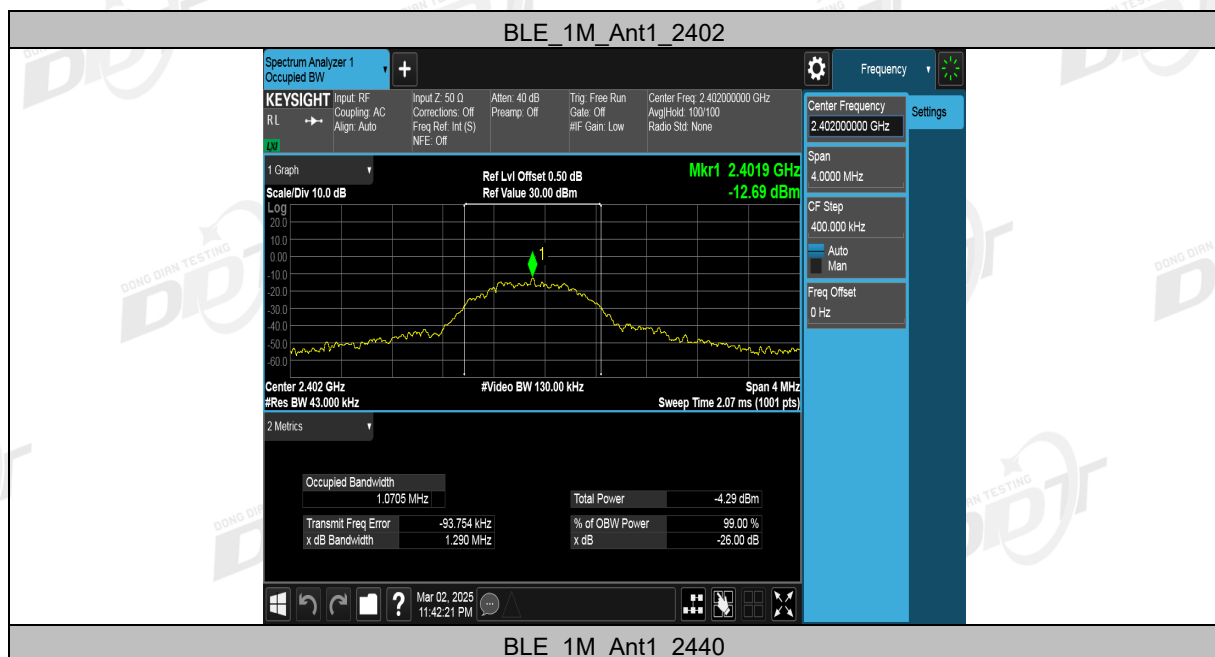 BLE_1M_Ant1_2402
Spectrum Analyzer 1
Occupied BW
+
Frequency
KEYSIGHT
RL
LXI
Input: RF
Coupling: AC
Align: Auto
Input Z: 50 Ω
Corrections: Off
Freq Ref: Int (S)
NFE: Off
Atten: 40 dB
Preamp: Off
Trig: Free Run
Gate: Off
#IF Gain: Low
Center Freq: 2.402000000 GHz
Avg|Hold: 100/100
Radio Std: None
Center Frequency
2.402000000 GHz
Settings
Span
4.0000 MHz
CF Step
400.000 kHz
Auto
Man
Freq Offset
0 Hz
1 Graph
Scale/Div 10.0 dB
Ref Lvl Offset 0.50 dB
Ref Value 30.00 dBm
Mkr1 2.4019 GHz
-12.69 dBm
Log
20.0
10.0
0.00
-10.0
-20.0
-30.0
-40.0
-50.0
-60.0
1
Center 2.402 GHz
#Video BW 130.00 kHz
Span 4 MHz
#Res BW 43.000 kHz
Sweep Time 2.07 ms (1001 pts)
2 Metrics
Occupied Bandwidth
1.0705 MHz
Total Power -4.29 dBm
Transmit Freq Error -93.754 kHz
% of OBW Power 99.00 %
x dB Bandwidth 1.290 MHz
x dB -26.00 dB
?
Mar 02, 2025
11:42:21 PM
BLE_1M_Ant1_2440
DONG DIAN TESTING
DDT